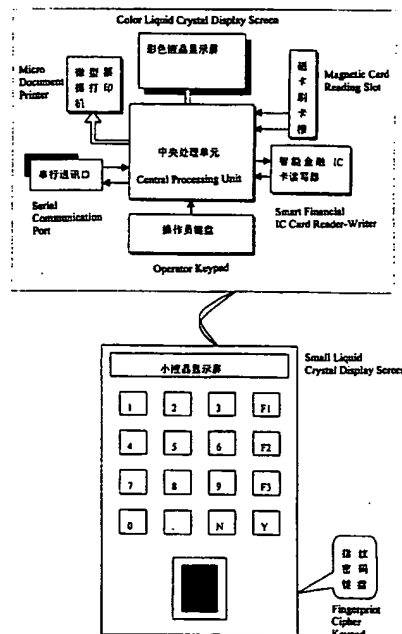 Color Liquid Crystal Display Screen
彩色液晶显示屏
Micro
Document
Printer
微型票
据打印
机
磁
卡
刷
卡
槽
Magnetic Card
Reading Slot
中央处理单元
Central Processing Unit
串行通讯口
Serial
Communication
Port
智能金融 IC
卡读写器
Smart Financial
IC Card Reader-Writer
操作员键盘
Operator Keypad
小液晶显示屏
Small Liquid
Crystal Display Screen
1 2 3 F1
4 5 6 F2
7 8 9 F3
0 . N Y
指纹
密码
键盘
Fingerprint
Cipher
Keypad